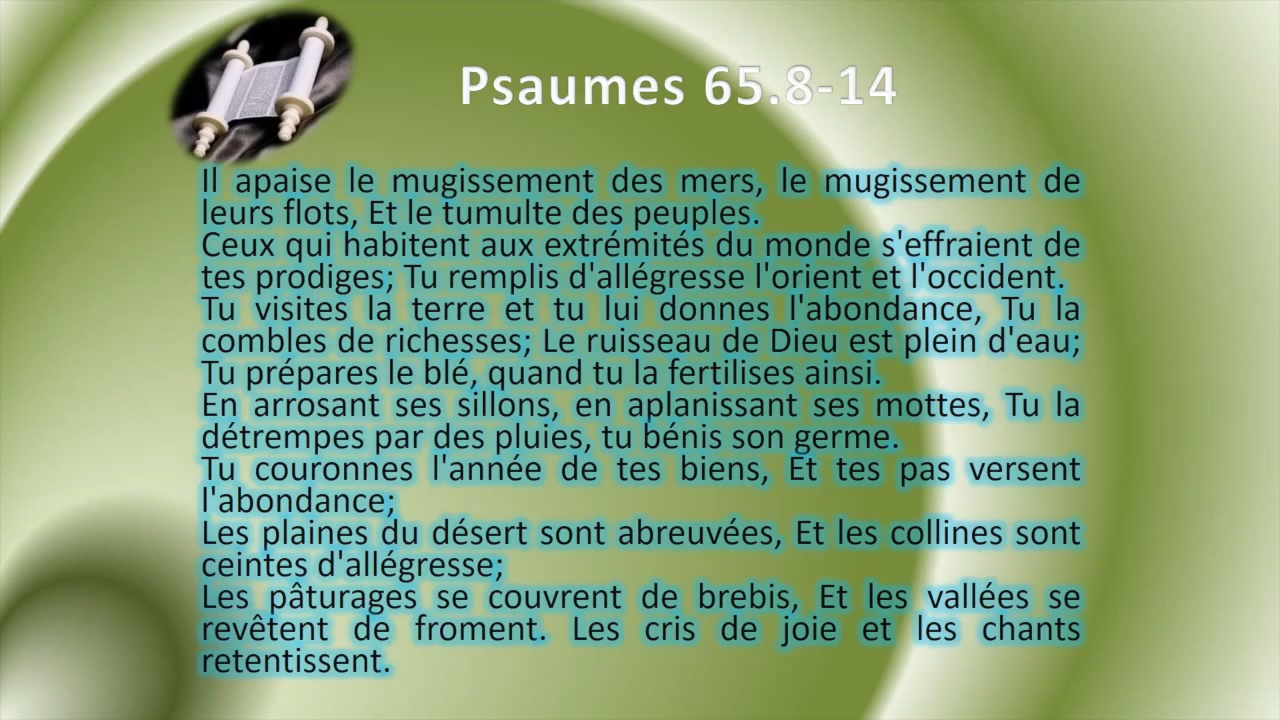 Psaumes 65.8-14
Il apaise le mugissement des mers, le mugissement de
leurs flots, Et le tumulte des peuples.
Ceux qui habitent aux extrémités du monde s'effraient de
tes prodiges; Tu remplis d'allégresse l'orient et l'occident.
Tu visites la terre et tu lui donnes l'abondance, Tu la
combles de richesses; Le ruisseau de Dieu est plein d'eau;
Tu prépares le blé, quand tu la fertilises ainsi.
En arrosant ses sillons, en aplanissant ses mottes, Tu la
détrempes par des pluies, tu bénis son germe.
Tu couronnes l'année de tes biens, Et tes pas versent
l'abondance;
Les plaines du désert sont abreuvées, Et les collines sont
ceintes d'allégresse;
Les pâturages se couvrent de brebis, Et les vallées se
revêtent de froment. Les cris de joie et les chants
retentissent.